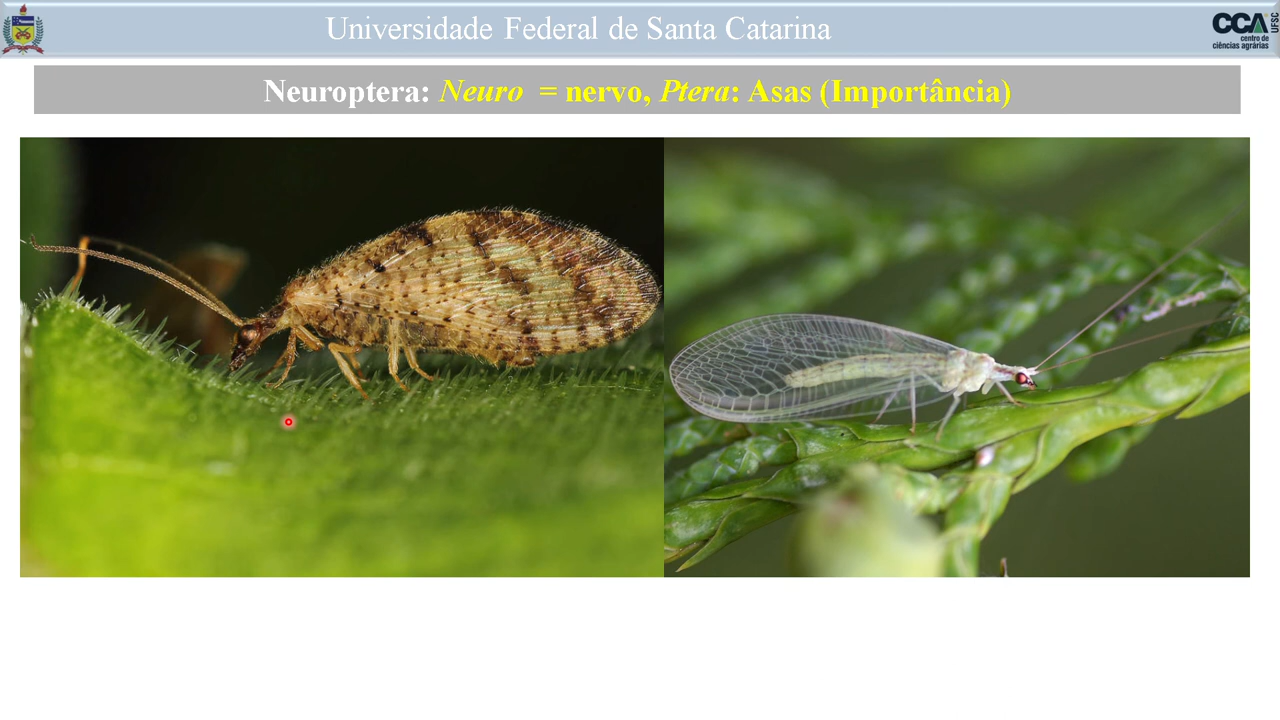 Universidade Federal de Santa Catarina
CCA UFSC
centro de
ciências agrárias
Neuroptera: Neuro = nervo, Ptera: Asas (Importância)